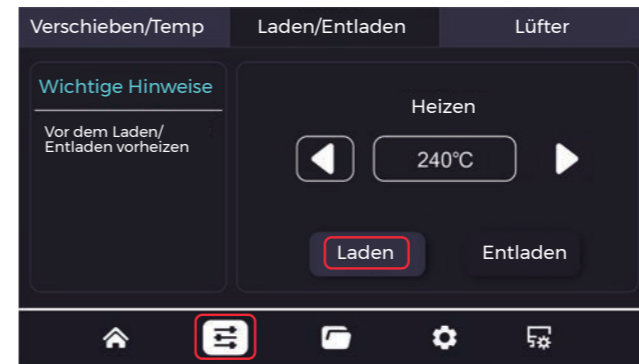 Verschieben/Temp
Laden/Entladen
Lüfter
Wichtige Hinweise
Vor dem Laden/
Entladen vorheizen
Heizen
240℃
Laden
Entladen